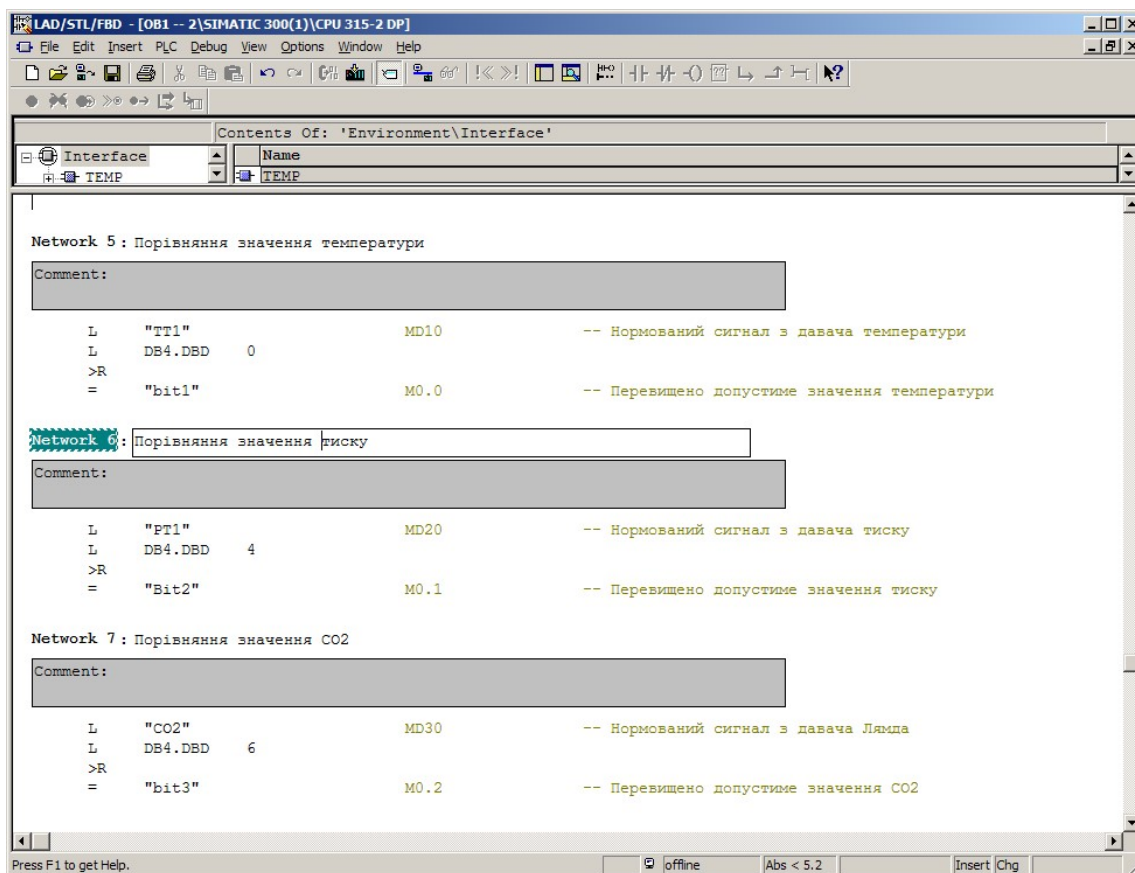 LAD/STL/FBD - [OB1 -- 2\SIMATIC 300(1)\CPU 315-2 DP]
File Edit Insert PLC Debug View Options Window Help
Contents Of: 'Environment\Interface'
Interface Name
TEMP TEMP
Network 5 : Порівняння значення температури
Comment:
L "TT1" MD10 -- Нормований сигнал з давача температури
L DB4.DBD 0
>R
= "bit1" M0.0 -- Перевищено допустиме значення температури
Network 6 : Порівняння значення тиску
Comment:
L "PT1" MD20 -- Нормований сигнал з давача тиску
L DB4.DBD 4
>R
= "Bit2" M0.1 -- Перевищено допустиме значення тиску
Network 7 : Порівняння значення CO2
Comment:
L "CO2" MD30 -- Нормований сигнал з давача Лямда
L DB4.DBD 6
>R
= "bit3" M0.2 -- Перевищено допустиме значення CO2
Press F1 to get Help. offline Abs < 5.2 Insert Chg